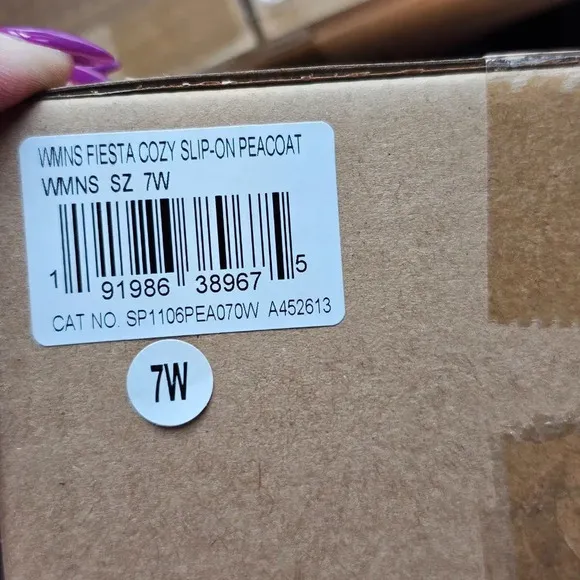 WMNS FIESTA COZY SLIP-ON PEACOAT
WMNS SZ 7W
1 91986 38967 5
CAT NO. SP1106PEA070W A452613
7W